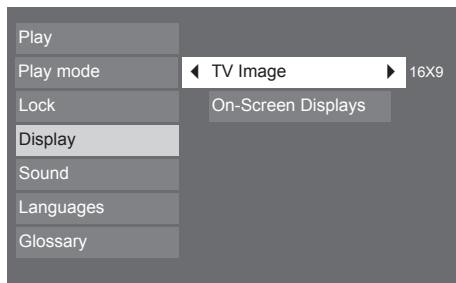 Play
Play mode
Lock
Display
Sound
Languages
Glossary
TV Image 16X9
On-Screen Displays